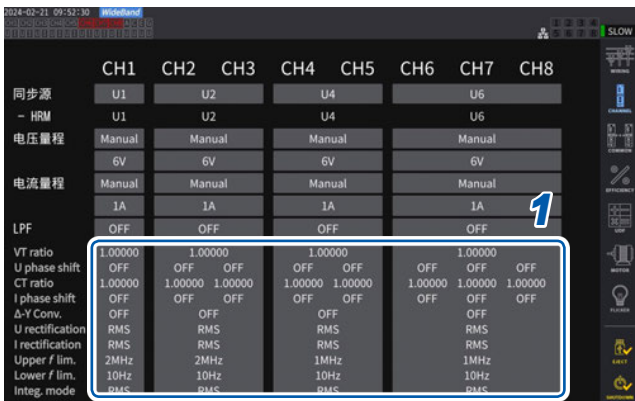 2024-02-21 09:52:30 WideBand
SLOW
CH1 CH2 CH3 CH4 CH5 CH6 CH7 CH8
WIRING
同步源 U1 U2 U4 U6
CHANNEL
- HRM U1 U2 U4 U6
电压量程 Manual Manual Manual Manual
COMMON
6V 6V 6V 6V
电流量程 Manual Manual Manual Manual
EFFICIENCY
1A 1A 1A 1A
1
LPF OFF OFF OFF OFF
UDF
VT ratio 1.00000 1.00000 1.00000 1.00000
U phase shift OFF OFF OFF OFF OFF OFF OFF OFF
MOTOR
CT ratio 1.00000 1.00000 1.00000 1.00000 1.00000 1.00000 1.00000 1.00000
I phase shift OFF OFF OFF OFF OFF OFF OFF OFF
Δ-Y Conv. OFF OFF OFF OFF
FLICKER
U rectification RMS RMS RMS RMS
I rectification RMS RMS RMS RMS
Upper f lim. 2MHz 2MHz 1MHz 1MHz
EJECT
Lower f lim. 10Hz 10Hz 10Hz 10Hz
Integ. mode RMS RMS RMS RMS
SHUTDOWN